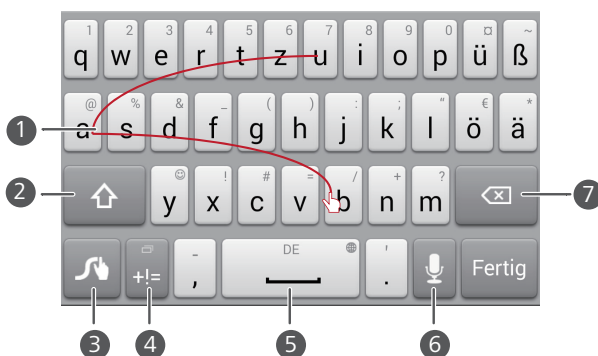 1 2 3 4 5 6 7 8 9 0 ¤ ~
q w e r t z u i o p ü ß
@ % & _ ( ) : ; " € *
1 a s d f g h j k l ö ä
! # = / + ?
2 y x c v b n m 7
- DE '
+!= , . Fertig
3 4 5 6